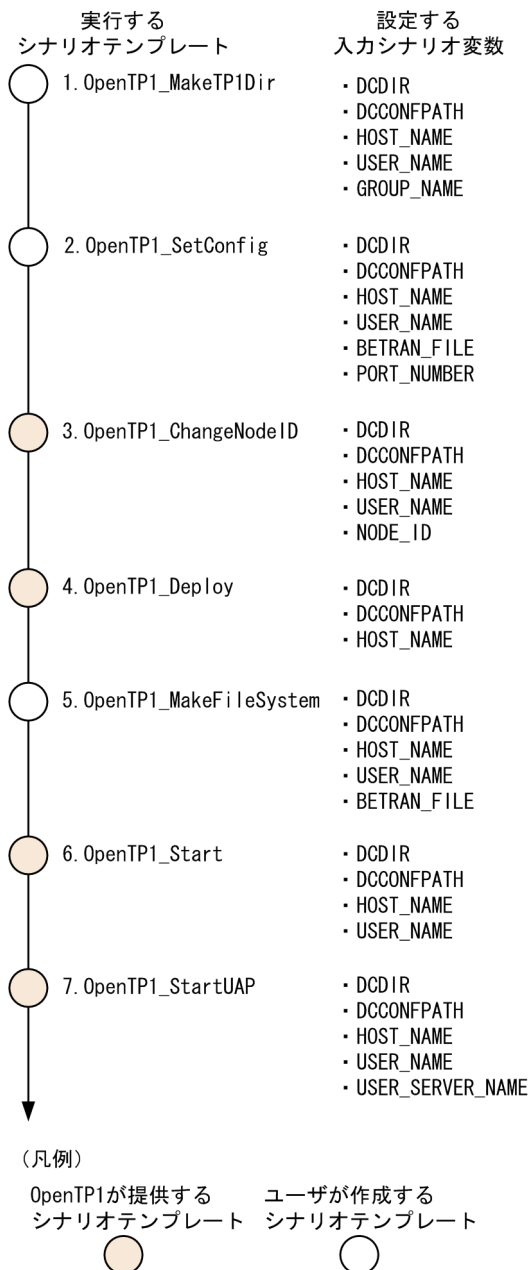 実行する
シナリオテンプレート
設定する
入力シナリオ変数
1. OpenTP1_MakeTP1Dir
・DCDIR
・DCCONFPATH
・HOST_NAME
・USER_NAME
・GROUP_NAME
2. OpenTP1_SetConfig
・DCDIR
・DCCONFPATH
・HOST_NAME
・USER_NAME
・BETRAN_FILE
・PORT_NUMBER
3. OpenTP1_ChangeNodeID
・DCDIR
・DCCONFPATH
・HOST_NAME
・USER_NAME
・NODE_ID
4. OpenTP1_Deploy
・DCDIR
・DCCONFPATH
・HOST_NAME
5. OpenTP1_MakeFileSystem
・DCDIR
・DCCONFPATH
・HOST_NAME
・USER_NAME
・BETRAN_FILE
6. OpenTP1_Start
・DCDIR
・DCCONFPATH
・HOST_NAME
・USER_NAME
7. OpenTP1_StartUAP
・DCDIR
・DCCONFPATH
・HOST_NAME
・USER_NAME
・USER_SERVER_NAME
(凡例)
OpenTP1が提供する
シナリオテンプレート
ユーザが作成する
シナリオテンプレート